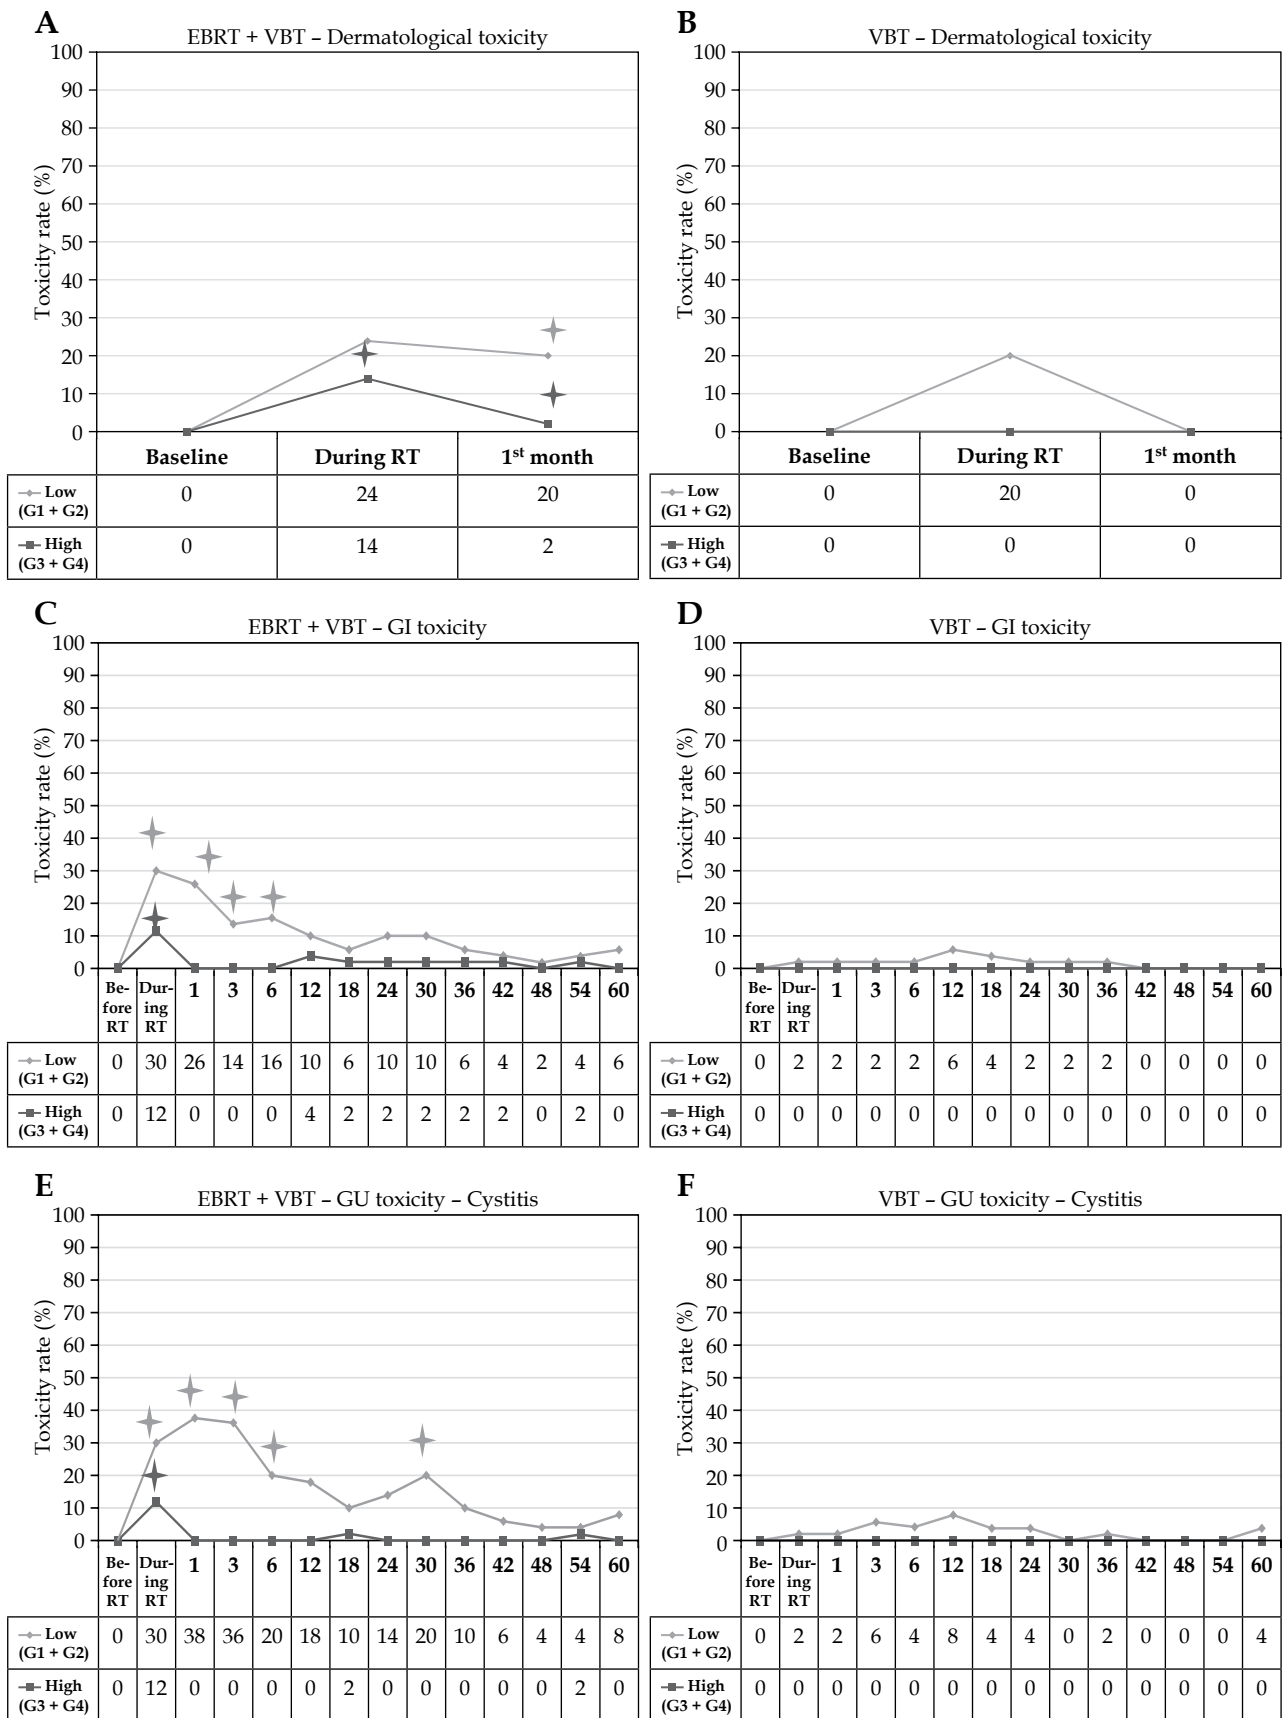 A
EBRT + VBT – Dermatological toxicity
Toxicity rate (%)
100
90
80
70
60
50
40
30
20
10
0
Baseline During RT 1st month
Low (G1 + G2) 0 24 20
High (G3 + G4) 0 14 2
B
VBT – Dermatological toxicity
Toxicity rate (%)
100
90
80
70
60
50
40
30
20
10
0
Baseline During RT 1st month
Low (G1 + G2) 0 20 0
High (G3 + G4) 0 0 0
C
EBRT + VBT – GI toxicity
Toxicity rate (%)
100
90
80
70
60
50
40
30
20
10
0
Be-fore RT Dur-ing RT 1 3 6 12 18 24 30 36 42 48 54 60
Low (G1 + G2) 0 30 26 14 16 10 6 10 10 6 4 2 4 6
High (G3 + G4) 0 12 0 0 0 4 2 2 2 2 2 0 2 0
D
VBT – GI toxicity
Toxicity rate (%)
100
90
80
70
60
50
40
30
20
10
0
Be-fore RT Dur-ing RT 1 3 6 12 18 24 30 36 42 48 54 60
Low (G1 + G2) 0 2 2 2 2 6 4 2 2 2 0 0 0 0
High (G3 + G4) 0 0 0 0 0 0 0 0 0 0 0 0 0 0
E
EBRT + VBT – GU toxicity – Cystitis
Toxicity rate (%)
100
90
80
70
60
50
40
30
20
10
0
Be-fore RT Dur-ing RT 1 3 6 12 18 24 30 36 42 48 54 60
Low (G1 + G2) 0 30 38 36 20 18 10 14 20 10 6 4 4 8
High (G3 + G4) 0 12 0 0 0 0 2 0 0 0 0 0 2 0
F
VBT – GU toxicity – Cystitis
Toxicity rate (%)
100
90
80
70
60
50
40
30
20
10
0
Be-fore RT Dur-ing RT 1 3 6 12 18 24 30 36 42 48 54 60
Low (G1 + G2) 0 2 2 6 4 8 4 4 0 2 0 0 0 4
High (G3 + G4) 0 0 0 0 0 0 0 0 0 0 0 0 0 0